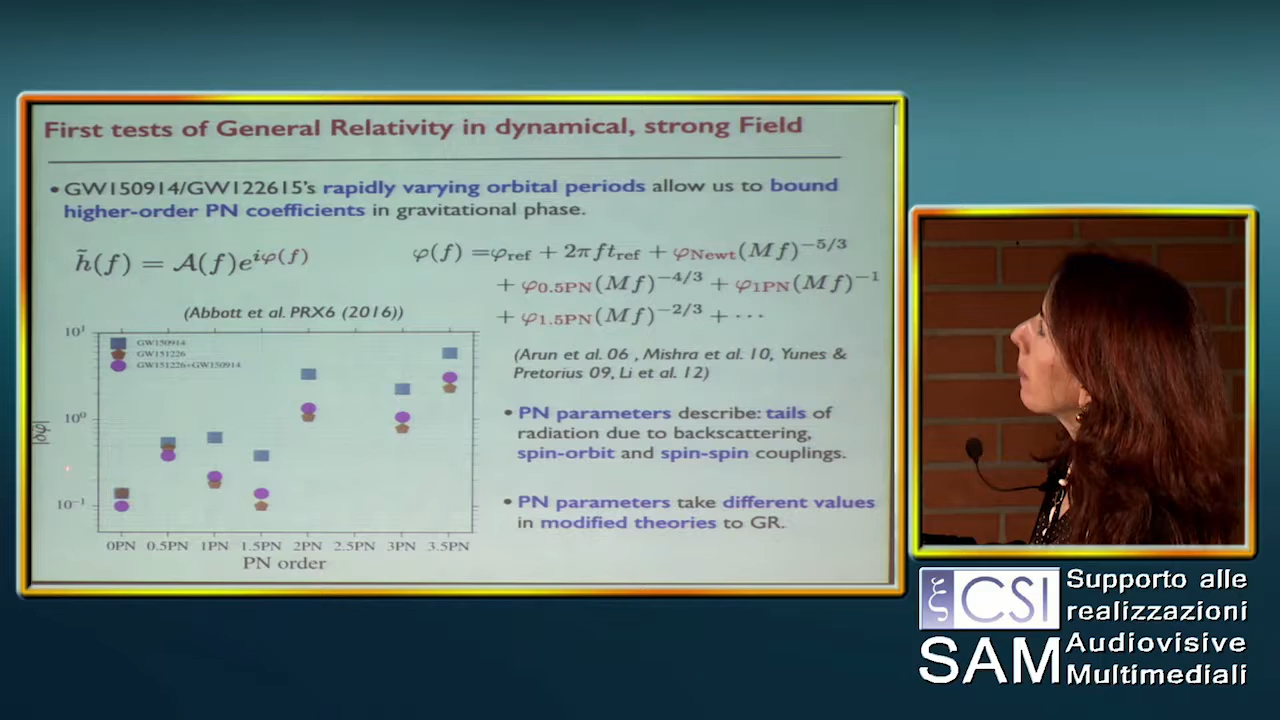 First tests of General Relativity in dynamical, strong Field
• GW150914/GW122615's rapidly varying orbital periods allow us to bound
higher-order PN coefficients in gravitational phase.
h̃(f) = A(f)e^{iφ(f)}
φ(f) =φ_ref + 2πft_ref + φ_Newt(Mf)^{−5/3}
+ φ_0.5PN(Mf)^{−4/3} + φ_1PN(Mf)^{−1}
+ φ_1.5PN(Mf)^{−2/3} + ···
(Abbott et al. PRX6 (2016))
10^1
10^0
10^{−1}
|δφ̂|
GW150914
GW151226
GW151226+GW150914
0PN 0.5PN 1PN 1.5PN 2PN 2.5PN 3PN 3.5PN
PN order
(Arun et al. 06 , Mishra et al. 10, Yunes &
Pretorius 09, Li et al. 12)
• PN parameters describe: tails of
radiation due to backscattering,
spin-orbit and spin-spin couplings.
• PN parameters take different values
in modified theories to GR.
ξ CSI
SAM
Supporto alle
realizzazioni
Audiovisive
Multimediali